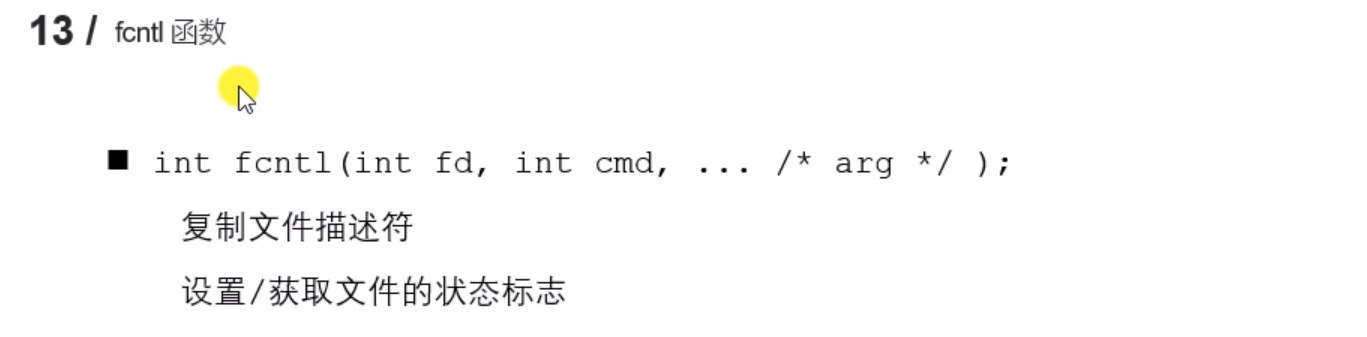 13 / fcntl 函数
■ int fcntl(int fd, int cmd, ... /* arg */ );
复制文件描述符
设置/获取文件的状态标志